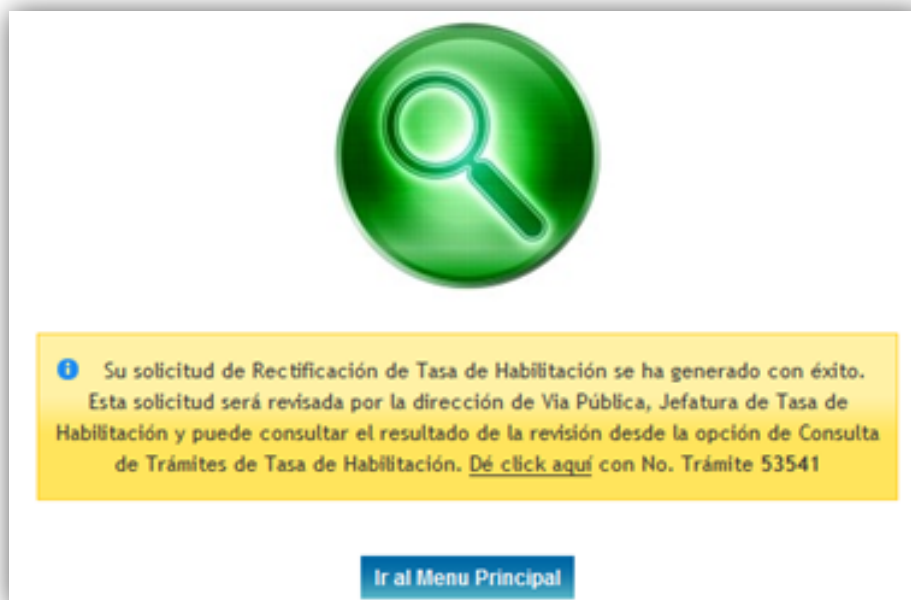 Su solicitud de Rectificación de Tasa de Habilitación se ha generado con éxito.
Esta solicitud será revisada por la dirección de Via Pública, Jefatura de Tasa de
Habilitación y puede consultar el resultado de la revisión desde la opción de Consulta
de Trámites de Tasa de Habilitación. Dé click aquí con No. Trámite 53541
Ir al Menu Principal